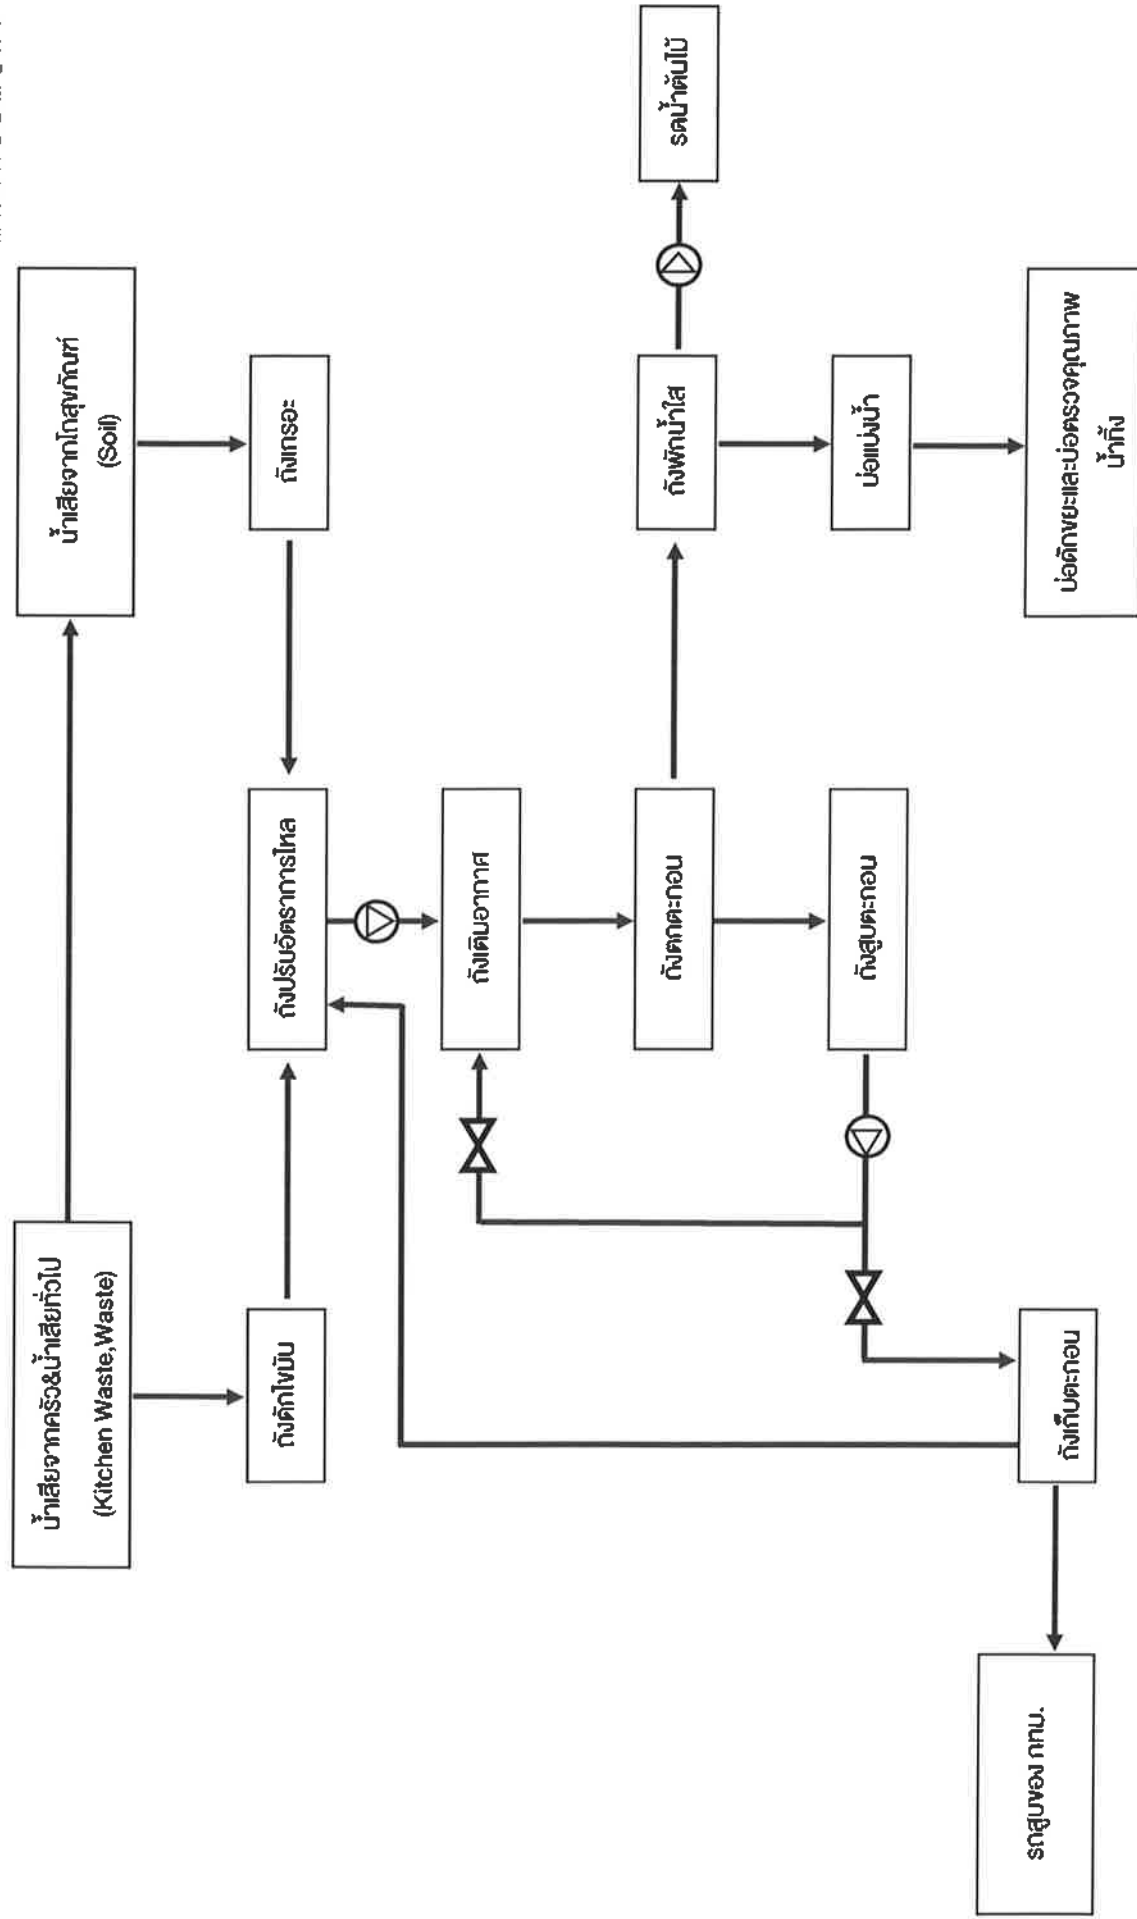 น้ำเสียจากครัว&น้ำเสียทั่วไป
(Kitchen Waste,Waste)
น้ำเสียจากโถสุขภัณฑ์
(Soil)
ถังดักไขมัน
ถังปรับอัตราการไหล
ถังเกรอะ
ถังเติมอากาศ
ถังตกตะกอน
ถังพักน้ำใส
รดน้ำต้นไม้
ถังสูบตะกอน
บ่อแบ่งน้ำ
รถสูบของ กทม.
ถังเก็บตะกอน
บ่อดักขยะและบ่อตรวจคุณภาพ
น้ำทิ้ง